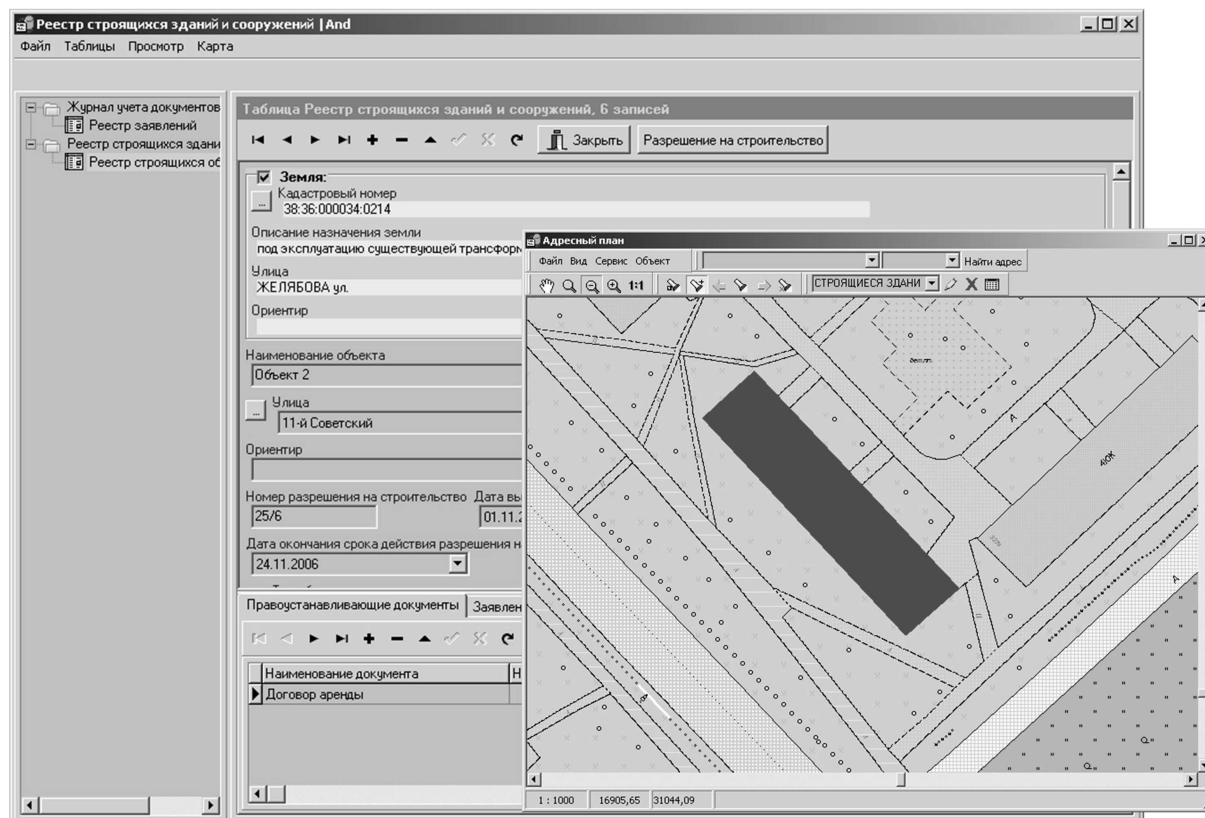 Реестр строящихся зданий и сооружений | And
Файл Таблицы Просмотр Карта
Журнал учета документов
Реестр заявлений
Реестр строящихся здани
Реестр строящихся об
Таблица Реестр строящихся зданий и сооружений, 6 записей
Закрыть Разрешение на строительство
Земля:
Кадастровый номер
... 38:36:000034:0214
Описание назначения земли
под эксплуатацию существующей трансформ
Улица
ЖЕЛЯБОВА ул.
Ориентир
Наименование объекта
Объект 2
... Улица
11-й Советский
Ориентир
Номер разрешения на строительство Дата вы
25/6 01.11.2
Дата окончания срока действия разрешения н
24.11.2006
Правоустанавливающие документы Заявлен
Наименование документа Н
Договор аренды
Адресный план
Файл Вид Сервис Объект Найти адрес
1:1 СТРОЯЩИЕСЯ ЗДАНИ
А
4ЮК
А
1 : 1000 16905,65 31044,09